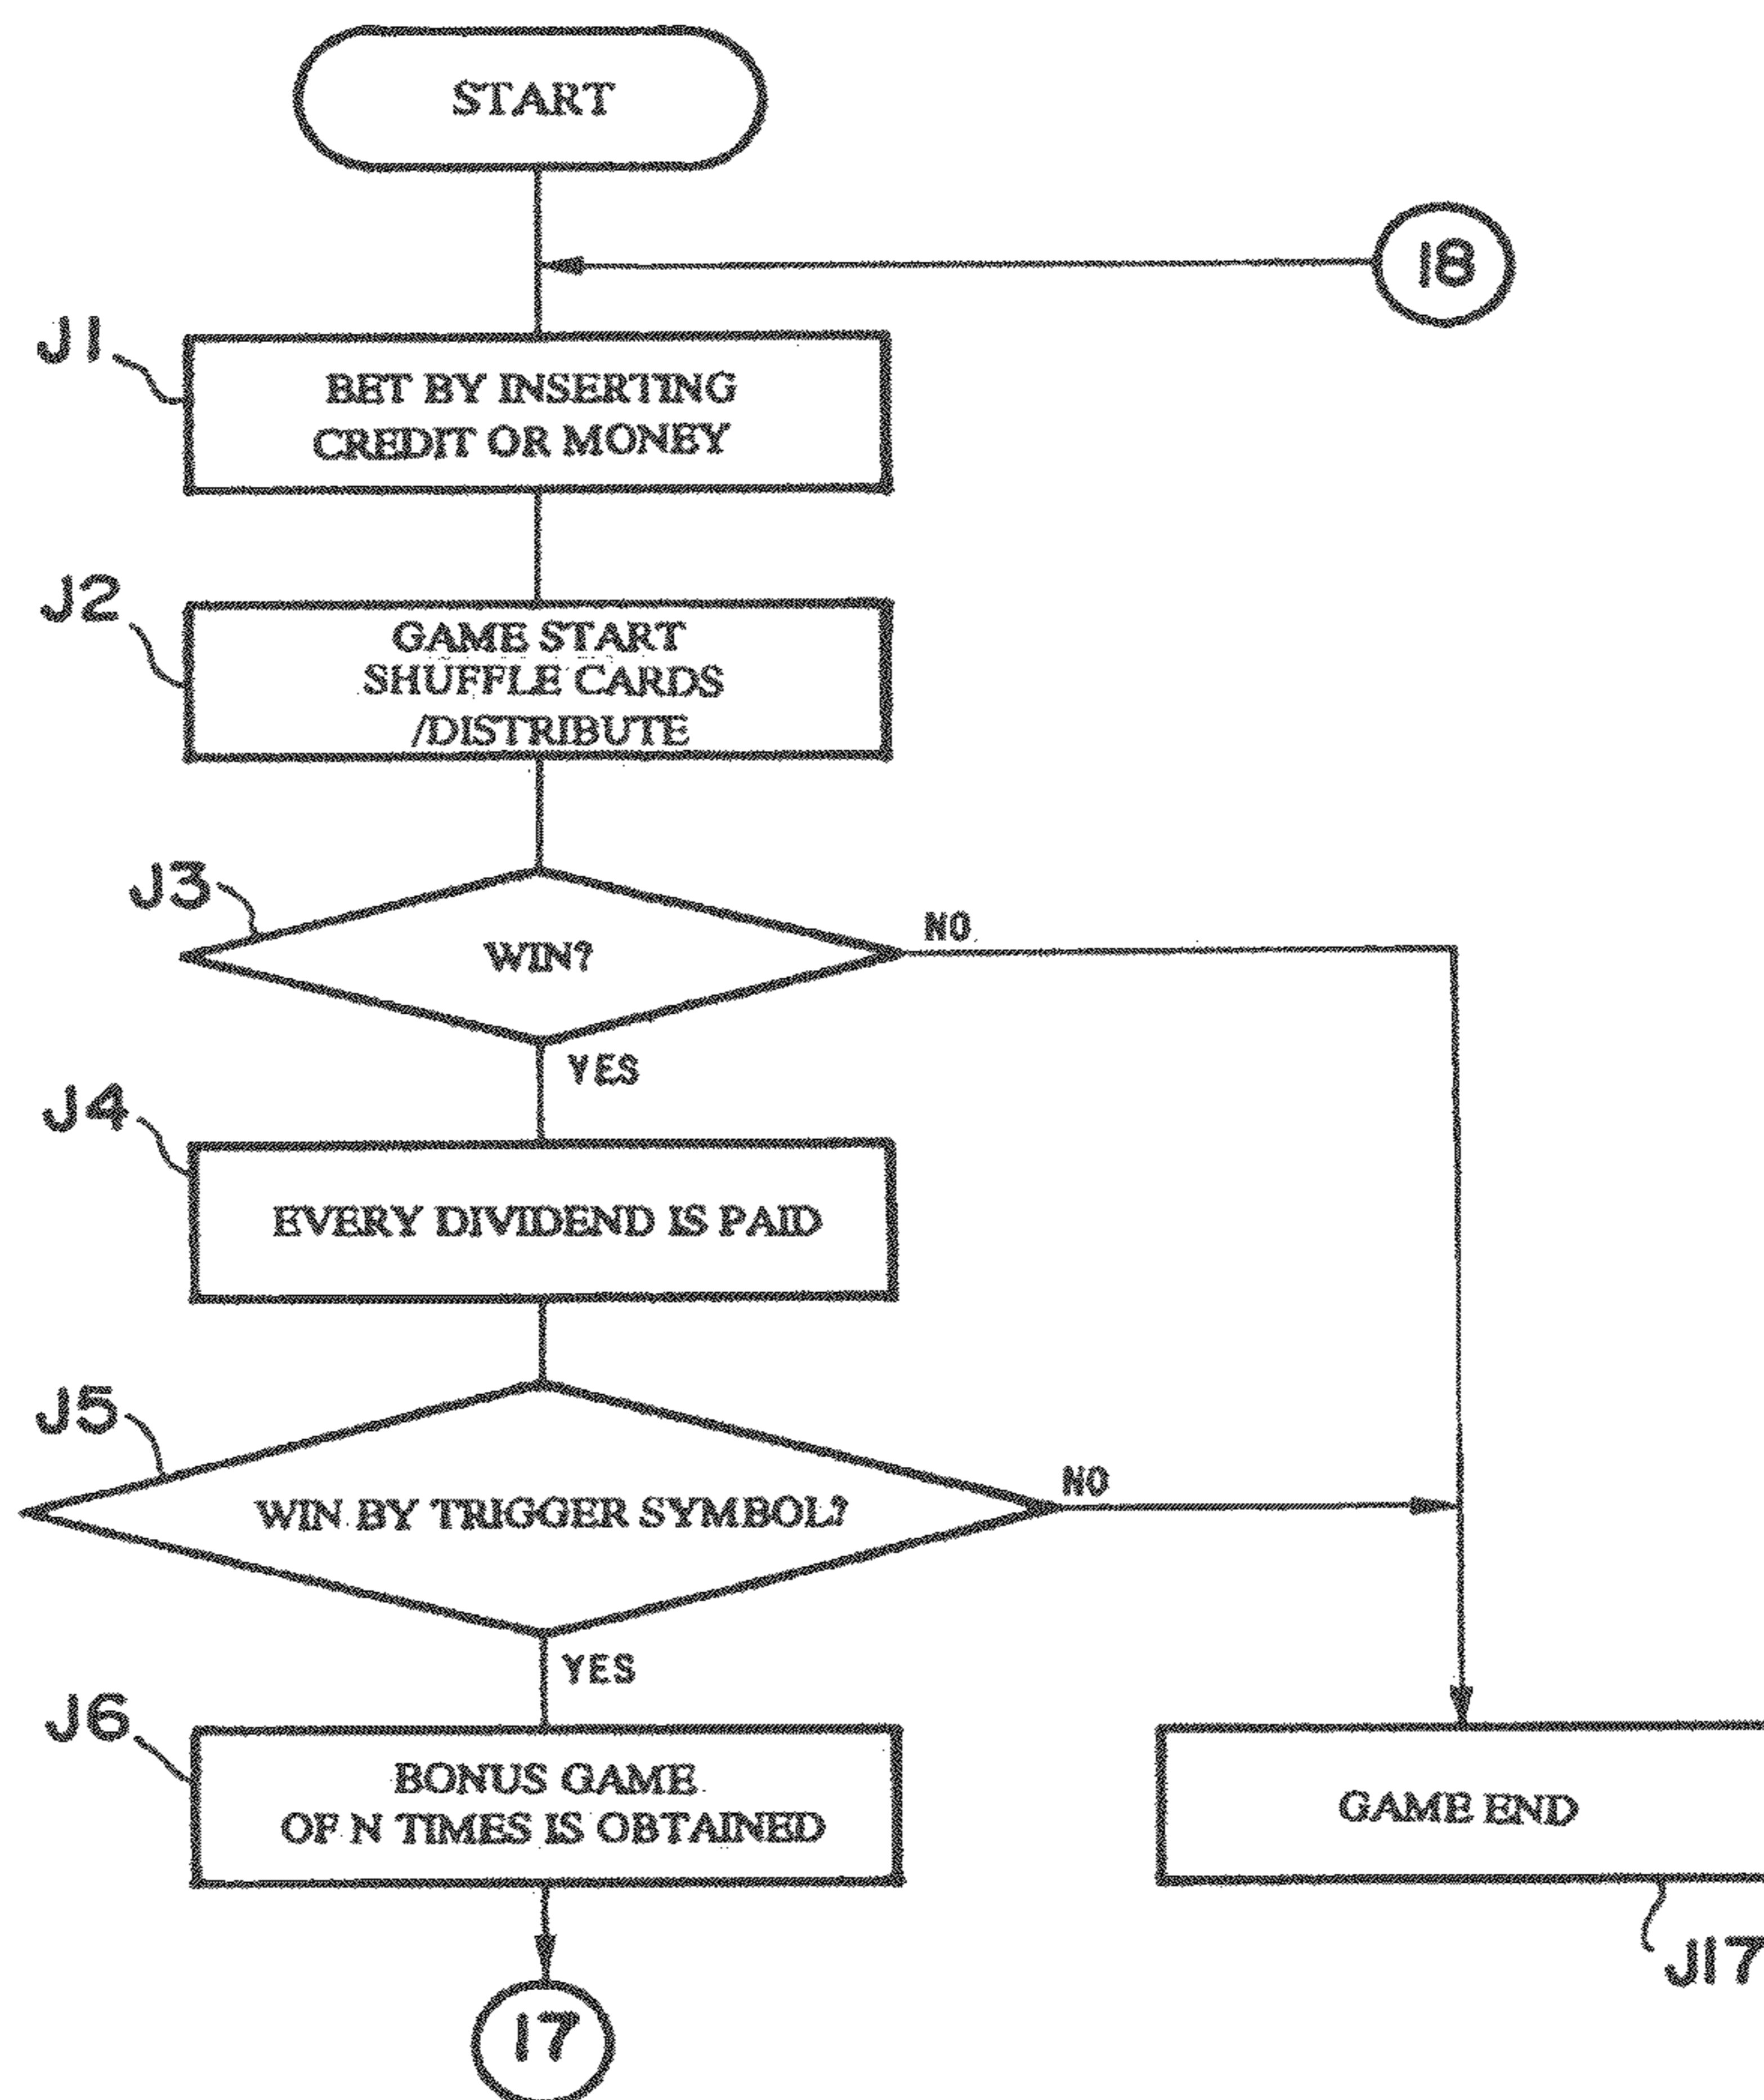 START
18
J1
BET BY INSERTING
CREDIT OR MONEY
J2
GAME START
SHUFFLE CARDS
/DISTRIBUTE
J3
WIN?
NO
YES
J4
EVERY DIVIDEND IS PAID
J5
WIN BY TRIGGER SYMBOL?
NO
YES
J6
BONUS GAME
OF N TIMES IS OBTAINED
GAME END
J17
17